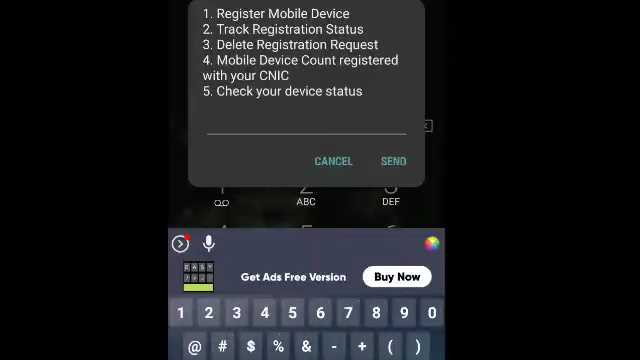 1. Register Mobile Device
2. Track Registration Status
3. Delete Registration Request
4. Mobile Device Count registered
with your CNIC
5. Check your device status
CANCEL SEND
ABC DEF
EASY
Get Ads Free Version Buy Now
1 2 3 4 5 6 7 8 9 0
@ # $ % & - + ( )